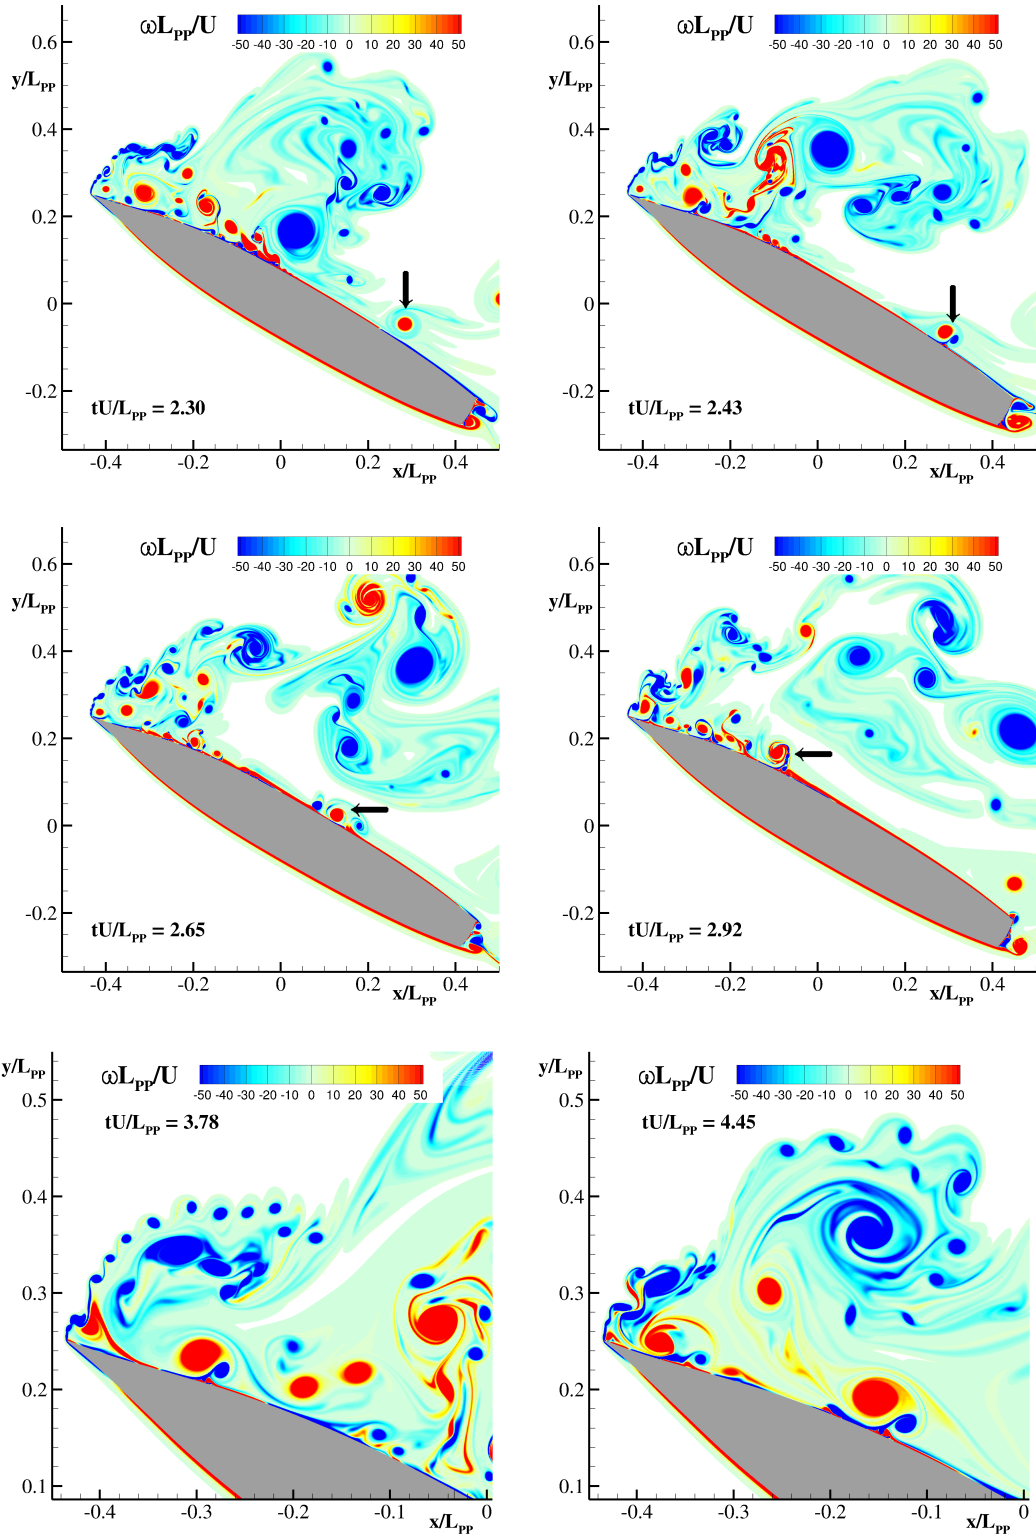 ωL_PP/U
-50 -40 -30 -20 -10 0 10 20 30 40 50
0.6
y/L_PP
0.4
0.2
0
-0.2
tU/L_PP = 2.30
-0.4 -0.2 0 0.2 0.4
x/L_PP
ωL_PP/U
-50 -40 -30 -20 -10 0 10 20 30 40 50
0.6
y/L_PP
0.4
0.2
0
-0.2
tU/L_PP = 2.43
-0.4 -0.2 0 0.2 0.4
x/L_PP
ωL_PP/U
-50 -40 -30 -20 -10 0 10 20 30 40 50
0.6
y/L_PP
0.4
0.2
0
-0.2
tU/L_PP = 2.65
-0.4 -0.2 0 0.2 0.4
x/L_PP
ωL_PP/U
-50 -40 -30 -20 -10 0 10 20 30 40 50
0.6
y/L_PP
0.4
0.2
0
-0.2
tU/L_PP = 2.92
-0.4 -0.2 0 0.2 0.4
x/L_PP
y/L_PP
ωL_PP/U
-50 -40 -30 -20 -10 0 10 20 30 40 50
0.5
tU/L_PP = 3.78
0.4
0.3
0.2
0.1
-0.4 -0.3 -0.2 -0.1 0
x/L_PP
y/L_PP
ωL_PP/U
-50 -40 -30 -20 -10 0 10 20 30 40 50
0.5
tU/L_PP = 4.45
0.4
0.3
0.2
0.1
-0.4 -0.3 -0.2 -0.1 0
x/L_PP